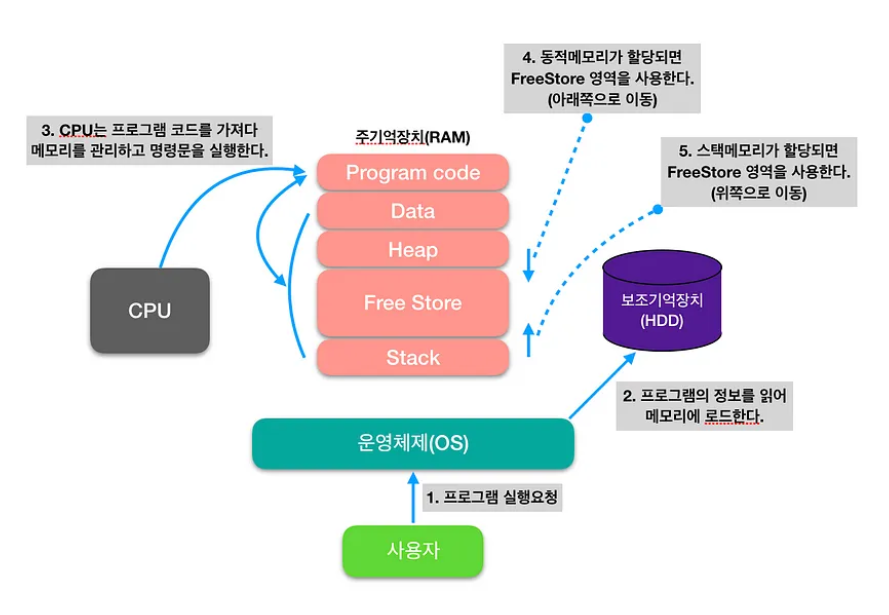 4. 동적메모리가 할당되면
FreeStore 영역을 사용한다.
(아래쪽으로 이동)
3. CPU는 프로그램 코드를 가져다
메모리를 관리하고 명령문을 실행한다.
주기억장치(RAM)
5. 스택메모리가 할당되면
FreeStore 영역을 사용한다.
(위쪽으로 이동)
Program code
Data
Heap
Free Store
Stack
CPU
보조기억장치
(HDD)
2. 프로그램의 정보를 읽어
메모리에 로드한다.
운영체제(OS)
1. 프로그램 실행요청
사용자